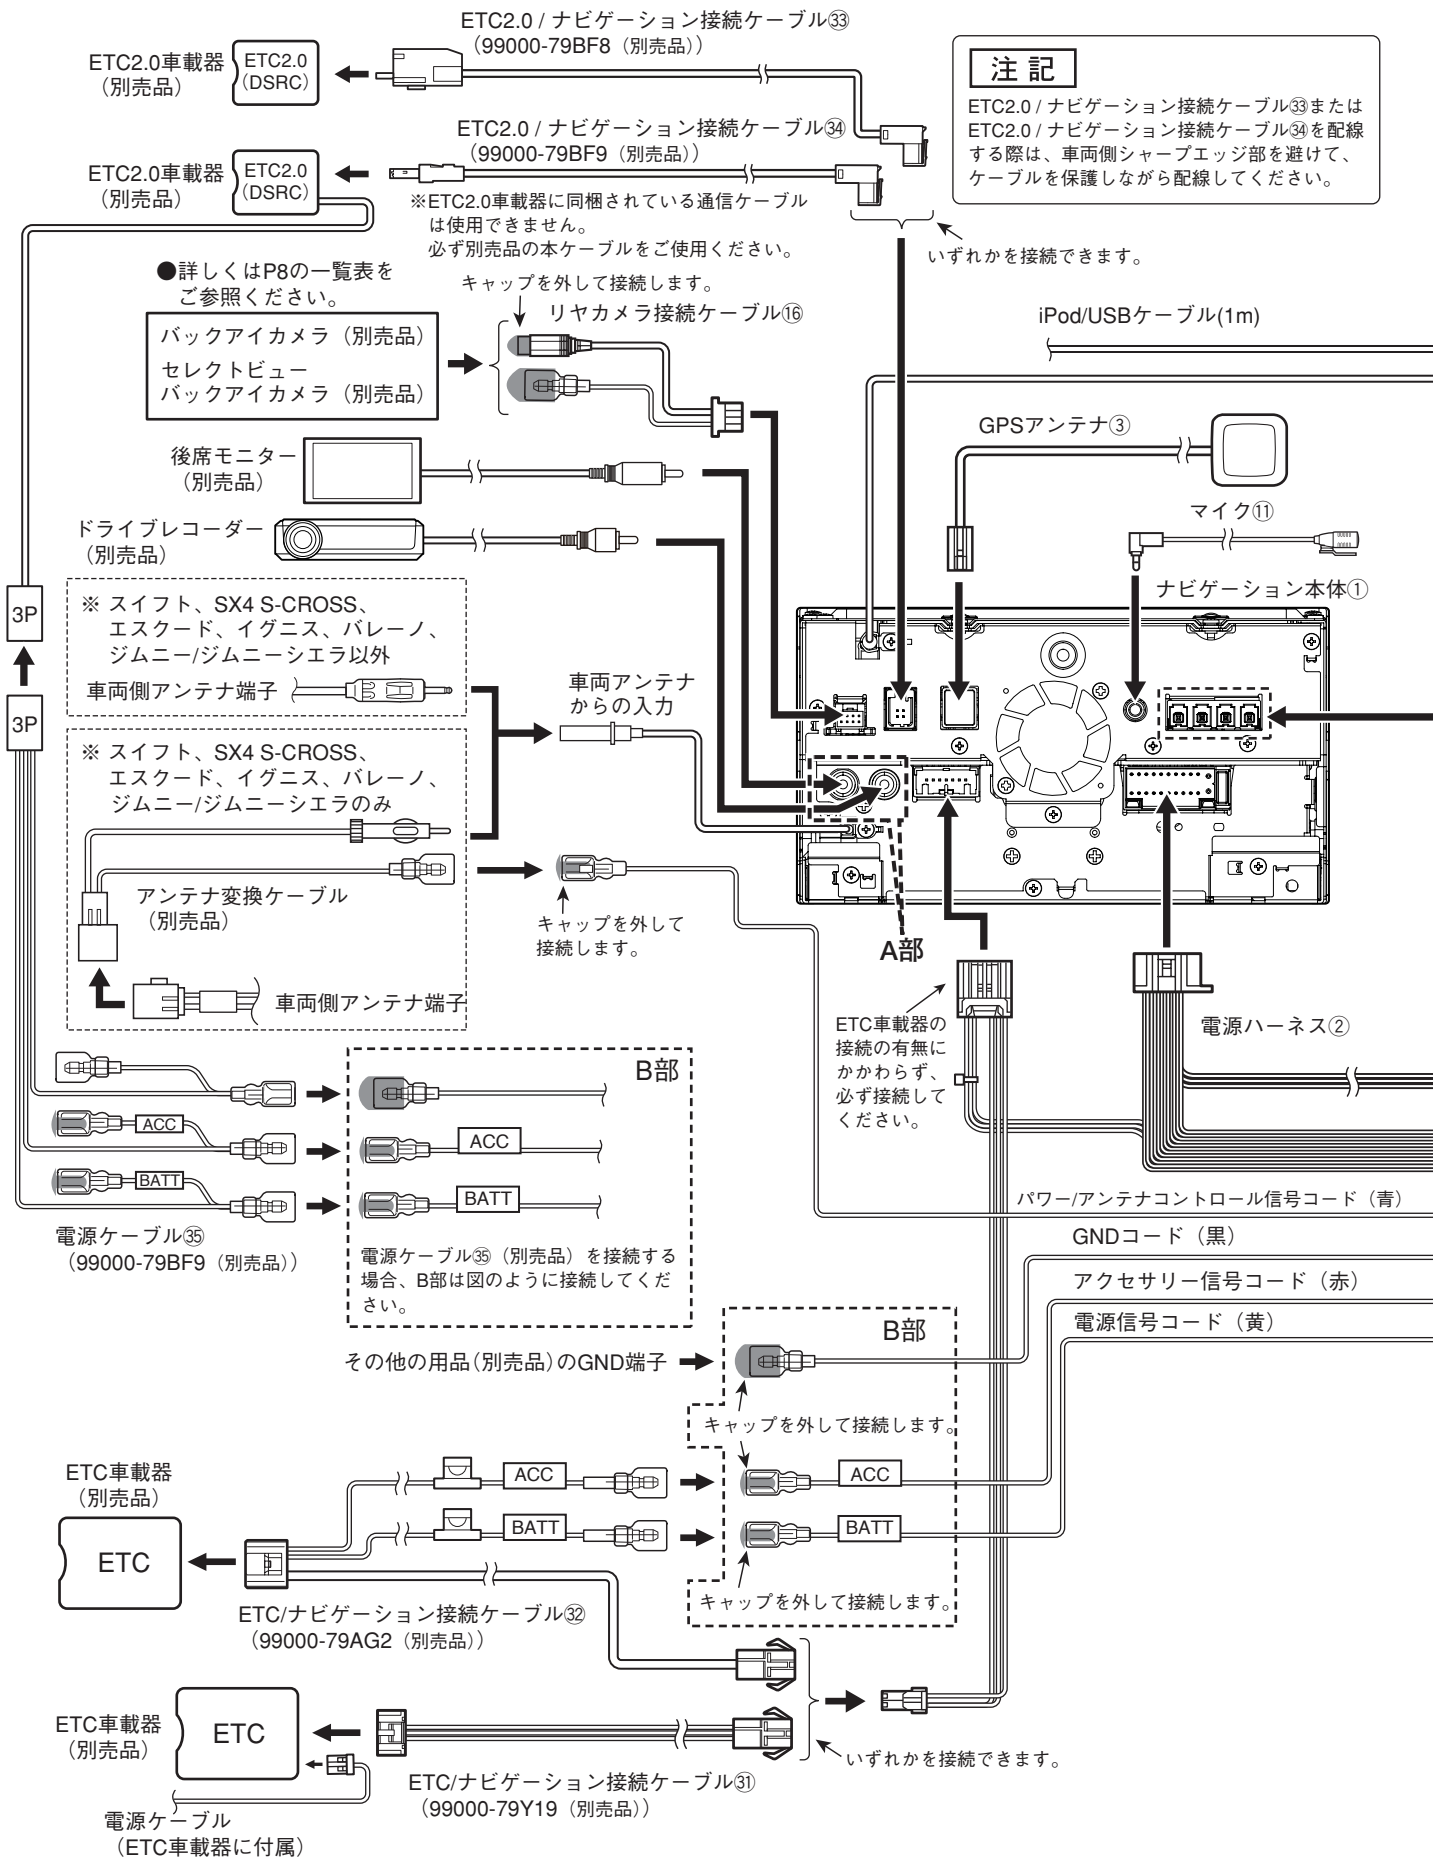 ETC2.0 / ナビゲーション接続ケーブル㉝
（99000-79BF8（別売品））
ETC2.0車載器
（別売品）
ETC2.0
（DSRC）
注 記
ETC2.0 / ナビゲーション接続ケーブル㉝または
ETC2.0 / ナビゲーション接続ケーブル㉞を配線
する際は、車両側シャープエッジ部を避けて、
ケーブルを保護しながら配線してください。
ETC2.0 / ナビゲーション接続ケーブル㉞
（99000-79BF9（別売品））
ETC2.0車載器
（別売品）
ETC2.0
（DSRC）
※ETC2.0車載器に同梱されている通信ケーブル
は使用できません。
必ず別売品の本ケーブルをご使用ください。
いずれかを接続できます。
●詳しくはP8の一覧表を
ご参照ください。
キャップを外して接続します。
リヤカメラ接続ケーブル⑯
バックアイカメラ（別売品）
セレクトビュー
バックアイカメラ（別売品）
iPod/USBケーブル(1m)
GPSアンテナ③
後席モニター
（別売品）
マイク⑪
ドライブレコーダー
（別売品）
ナビゲーション本体①
3P
※ スイフト、SX4 S-CROSS、
エスクード、イグニス、バレーノ、
ジムニー/ジムニーシエラ以外
車両側アンテナ端子
車両アンテナ
からの入力
3P
※ スイフト、SX4 S-CROSS、
エスクード、イグニス、バレーノ、
ジムニー/ジムニーシエラのみ
アンテナ変換ケーブル
（別売品）
キャップを外して
接続します。
A部
車両側アンテナ端子
ETC車載器の
接続の有無に
かかわらず、
必ず接続して
ください。
電源ハーネス②
B部
ACC
ACC
BATT
BATT
電源ケーブル㉟
（99000-79BF9（別売品））
電源ケーブル㉟（別売品）を接続する
場合、B部は図のように接続してくだ
さい。
パワー/アンテナコントロール信号コード（青）
GNDコード（黒）
アクセサリー信号コード（赤）
電源信号コード（黄）
B部
その他の用品(別売品)のGND端子
キャップを外して接続します。
ETC車載器
（別売品）
ETC
ACC
ACC
BATT
BATT
キャップを外して接続します。
ETC/ナビゲーション接続ケーブル㉜
（99000-79AG2（別売品））
ETC車載器
（別売品）
ETC
いずれかを接続できます。
ETC/ナビゲーション接続ケーブル㉛
（99000-79Y19（別売品））
電源ケーブル
（ETC車載器に付属）